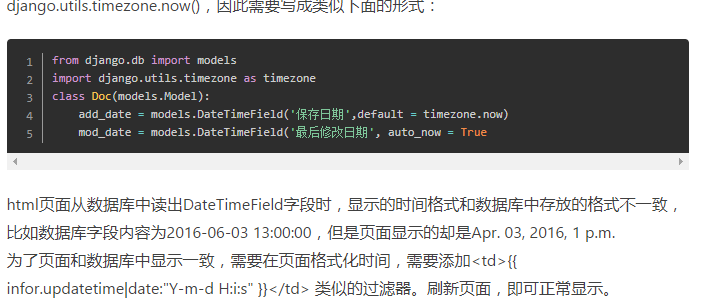 django.utils.timezone.now()，因此需要写成类似下面的形式：
1 from django.db import models
2 import django.utils.timezone as timezone
3 class Doc(models.Model):
4     add_date = models.DateTimeField('保存日期',default = timezone.now)
5     mod_date = models.DateTimeField('最后修改日期', auto_now = True
html页面从数据库中读出DateTimeField字段时，显示的时间格式和数据库中存放的格式不一致，
比如数据库字段内容为2016-06-03 13:00:00，但是页面显示的却是Apr. 03, 2016, 1 p.m.
为了页面和数据库中显示一致，需要在页面格式化时间，需要添加<td>{{
infor.updatetime|date:"Y-m-d H:i:s" }}</td> 类似的过滤器。刷新页面，即可正常显示。